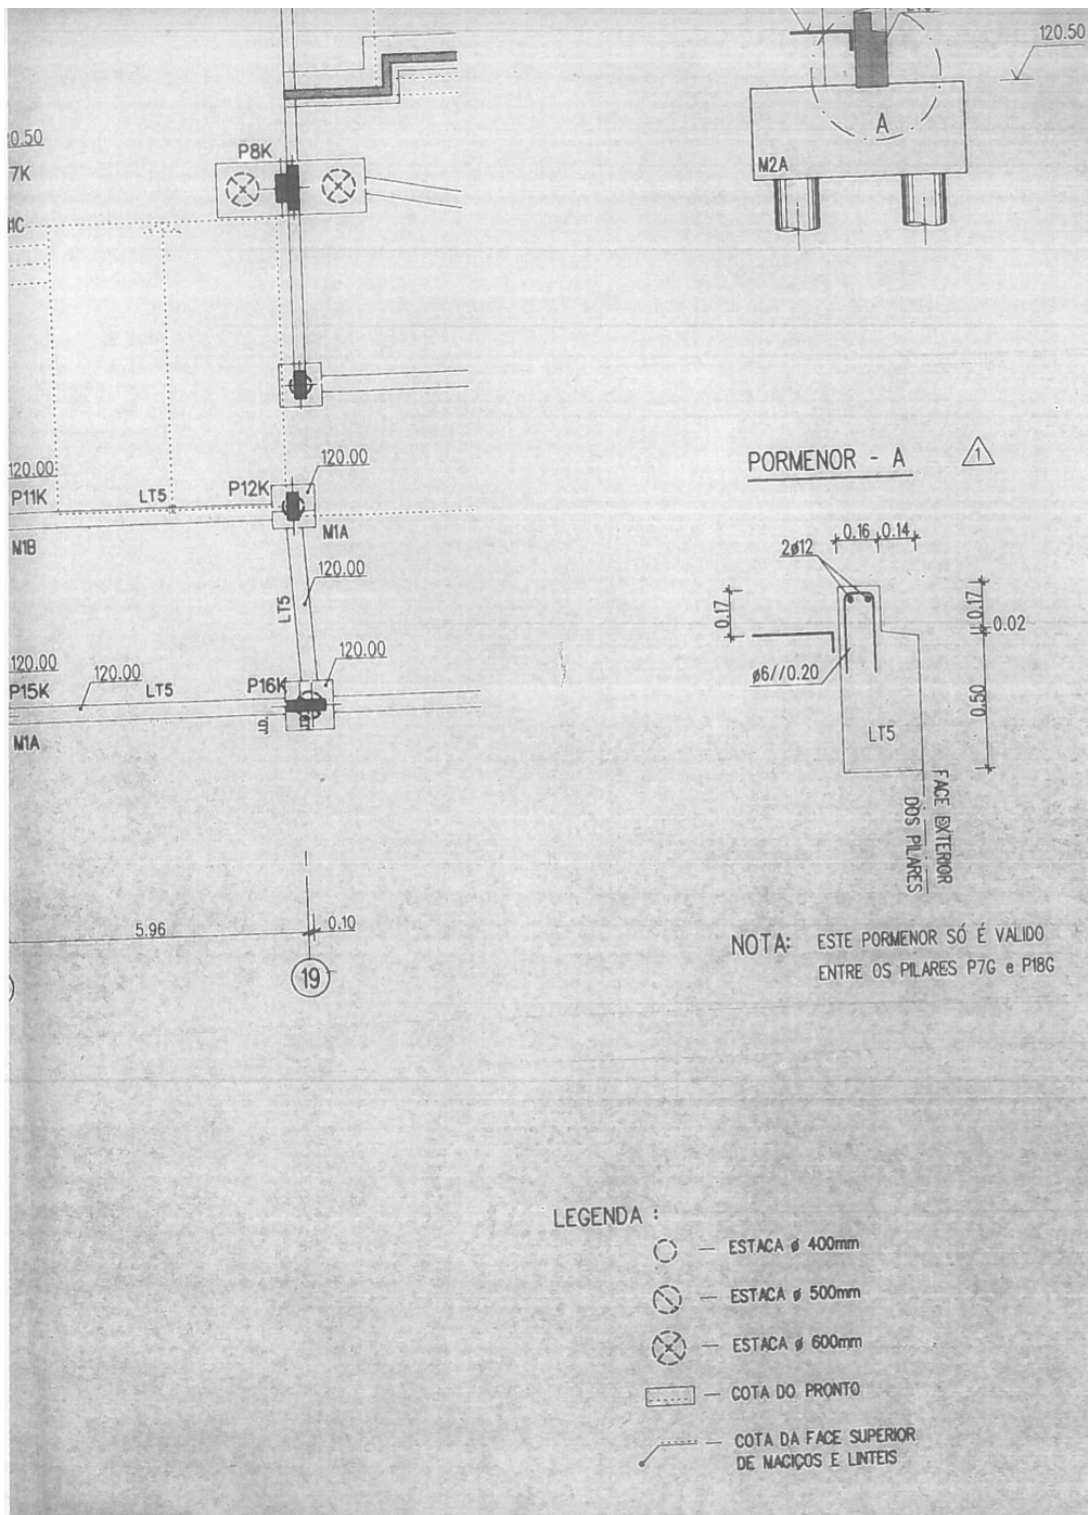 120.50
P8K
7K
A
M2A
120.00
P11K
LT5
P12K
120.00
M1B
M1A
120.00
LT5
120.00
P15K
120.00
LT5
P16K
120.00
M1A
5.96
0.10
19
PORMENOR - A
1
0.16
0.14
2ø12
0.17
0.17
0.02
ø6//0.20
0.50
LT5
FACE EXTERIOR
DOS PILARES
NOTA: ESTE PORMENOR SÓ É VALIDO
ENTRE OS PILARES P7G e P18G
LEGENDA :
— ESTACA ø 400mm
— ESTACA ø 500mm
— ESTACA ø 600mm
— COTA DO PRONTO
— COTA DA FACE SUPERIOR
DE MACIÇOS E LINTEIS